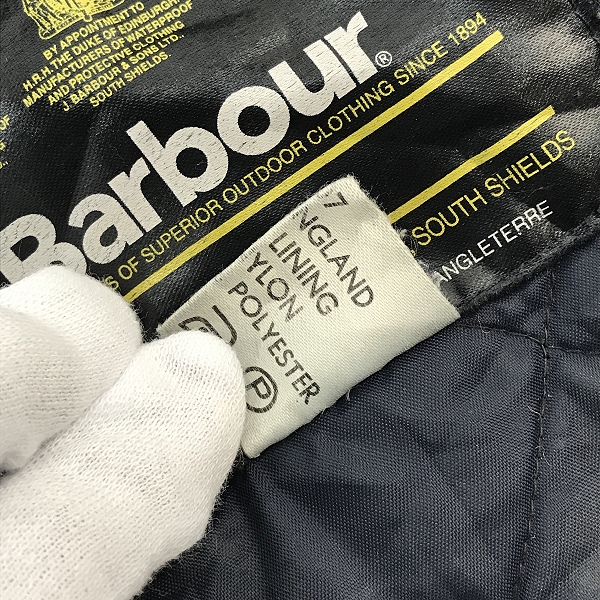 BY APPOINTMENT TO
H.R.H. THE DUKE OF EDINBURGH
MANUFACTURERS OF WATERPROOF
AND PROTECTIVE CLOTHING
J. BARBOUR & SONS LTD.,
SOUTH SHIELDS.
Barbour®
OF SUPERIOR OUTDOOR CLOTHING SINCE 1894
SOUTH SHIELDS
ANGLETERRE
7
NGLAND
LINING
YLON
POLYESTER
P